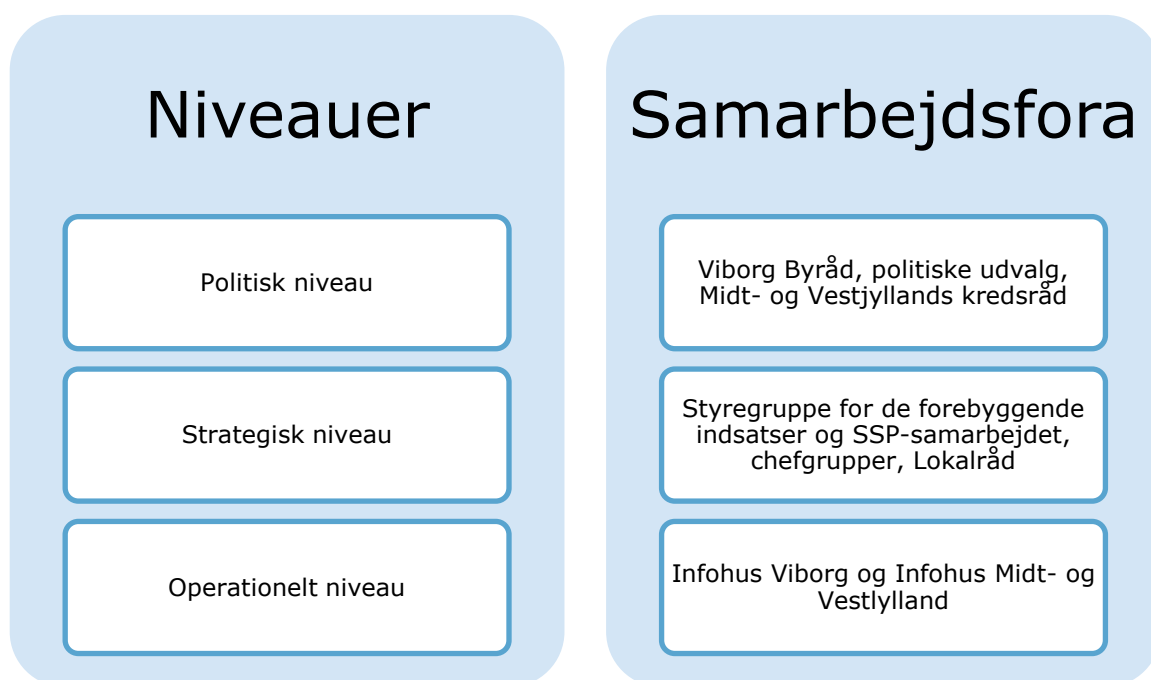 Niveauer
Politisk niveau
Strategisk niveau
Operationelt niveau
Samarbejdsfora
Viborg Byråd, politiske udvalg,
Midt- og Vestjyllands kredsråd
Styregruppe for de forebyggende
indsatser og SSP-samarbejdet,
chefgrupper, Lokalråd
Infohus Viborg og Infohus Midt- og
Vestlylland